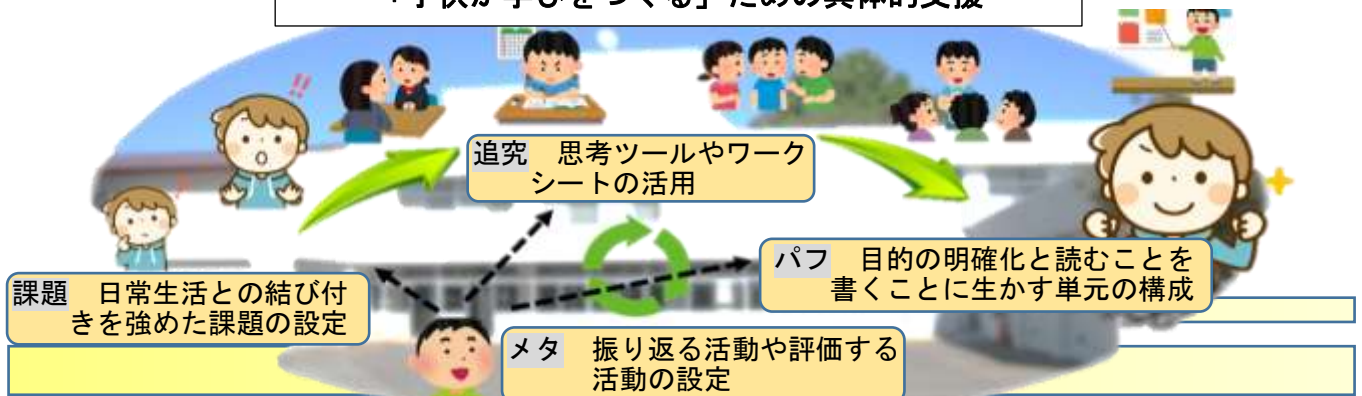 「子供が学びをつくる」ための具体的支援
追究　思考ツールやワーク
シートの活用
パフ　目的の明確化と読むことを
書くことに生かす単元の構成
課題　日常生活との結び付
きを強めた課題の設定
メタ　振り返る活動や評価する
活動の設定